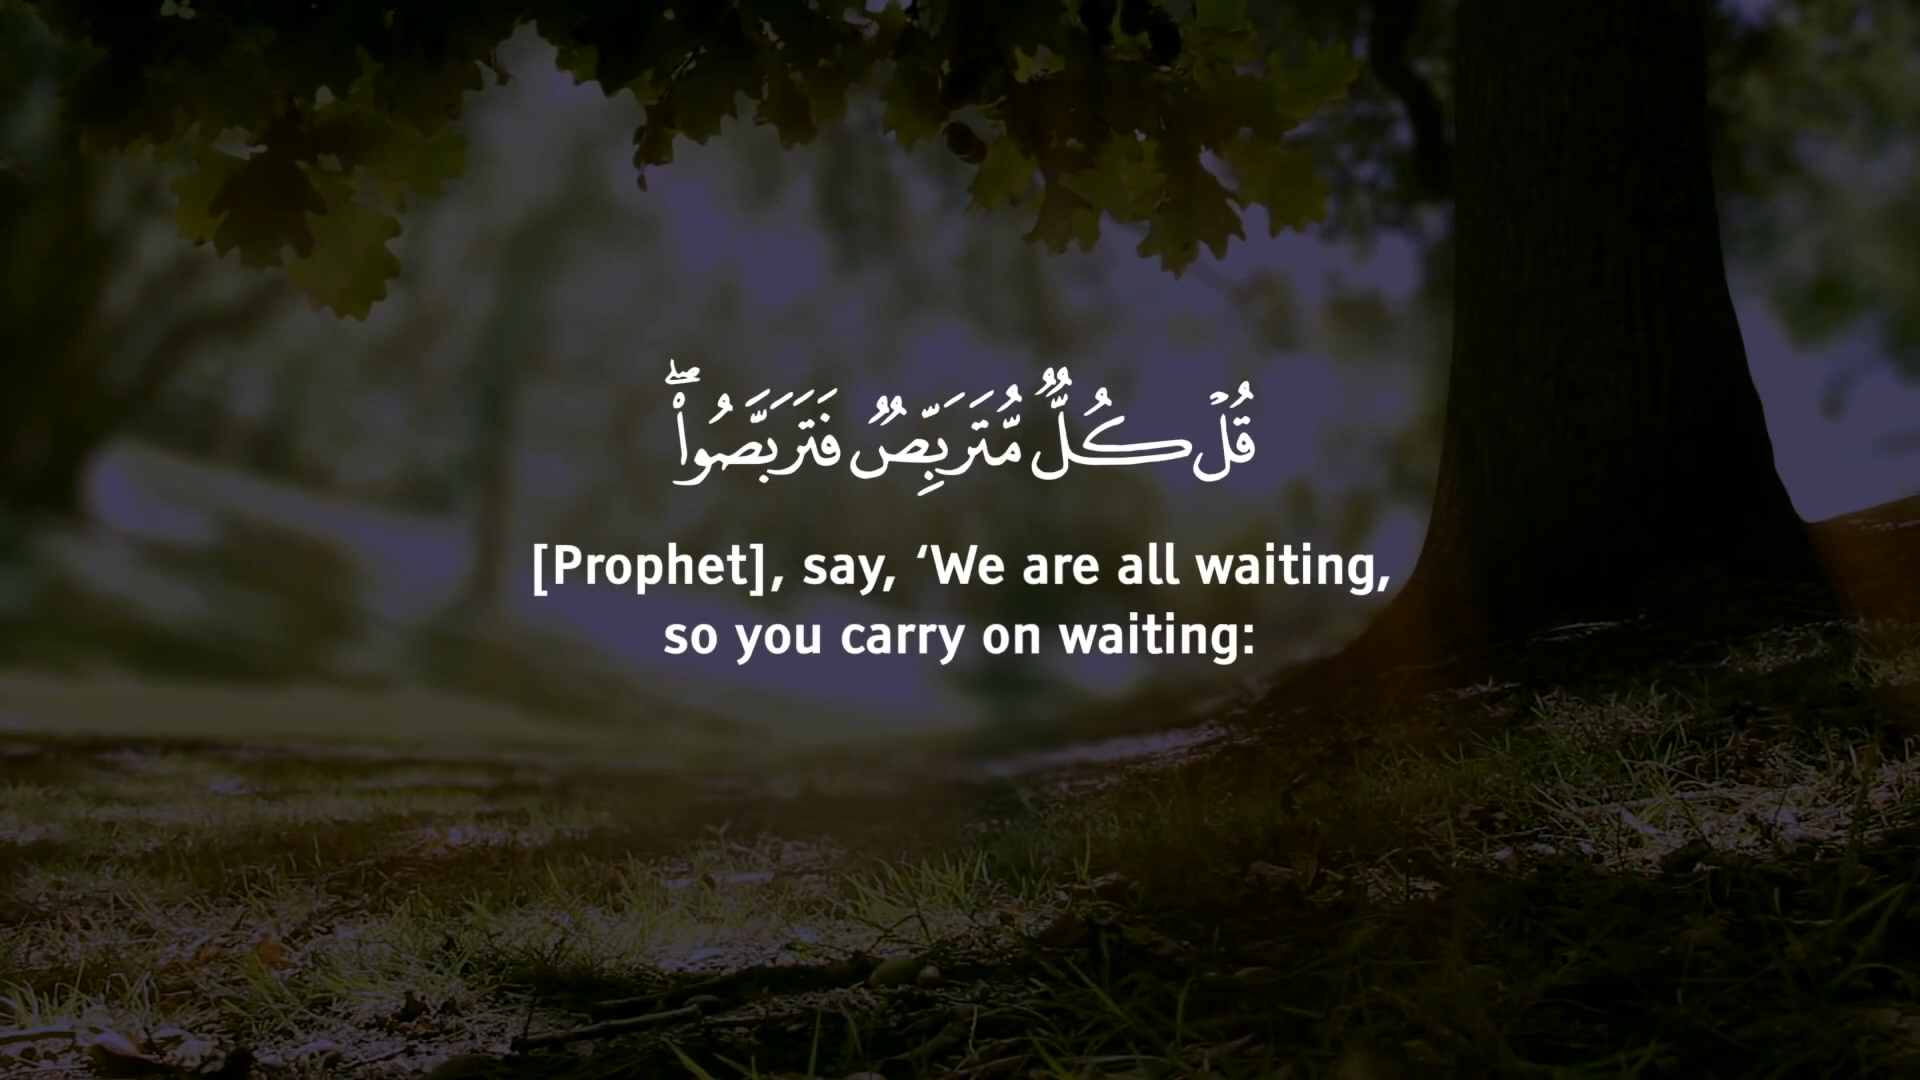 قُلۡ كُلّٞ مُّتَرَبِّصٞ فَتَرَبَّصُواْۖ
[Prophet], say, ‘We are all waiting,
so you carry on waiting: